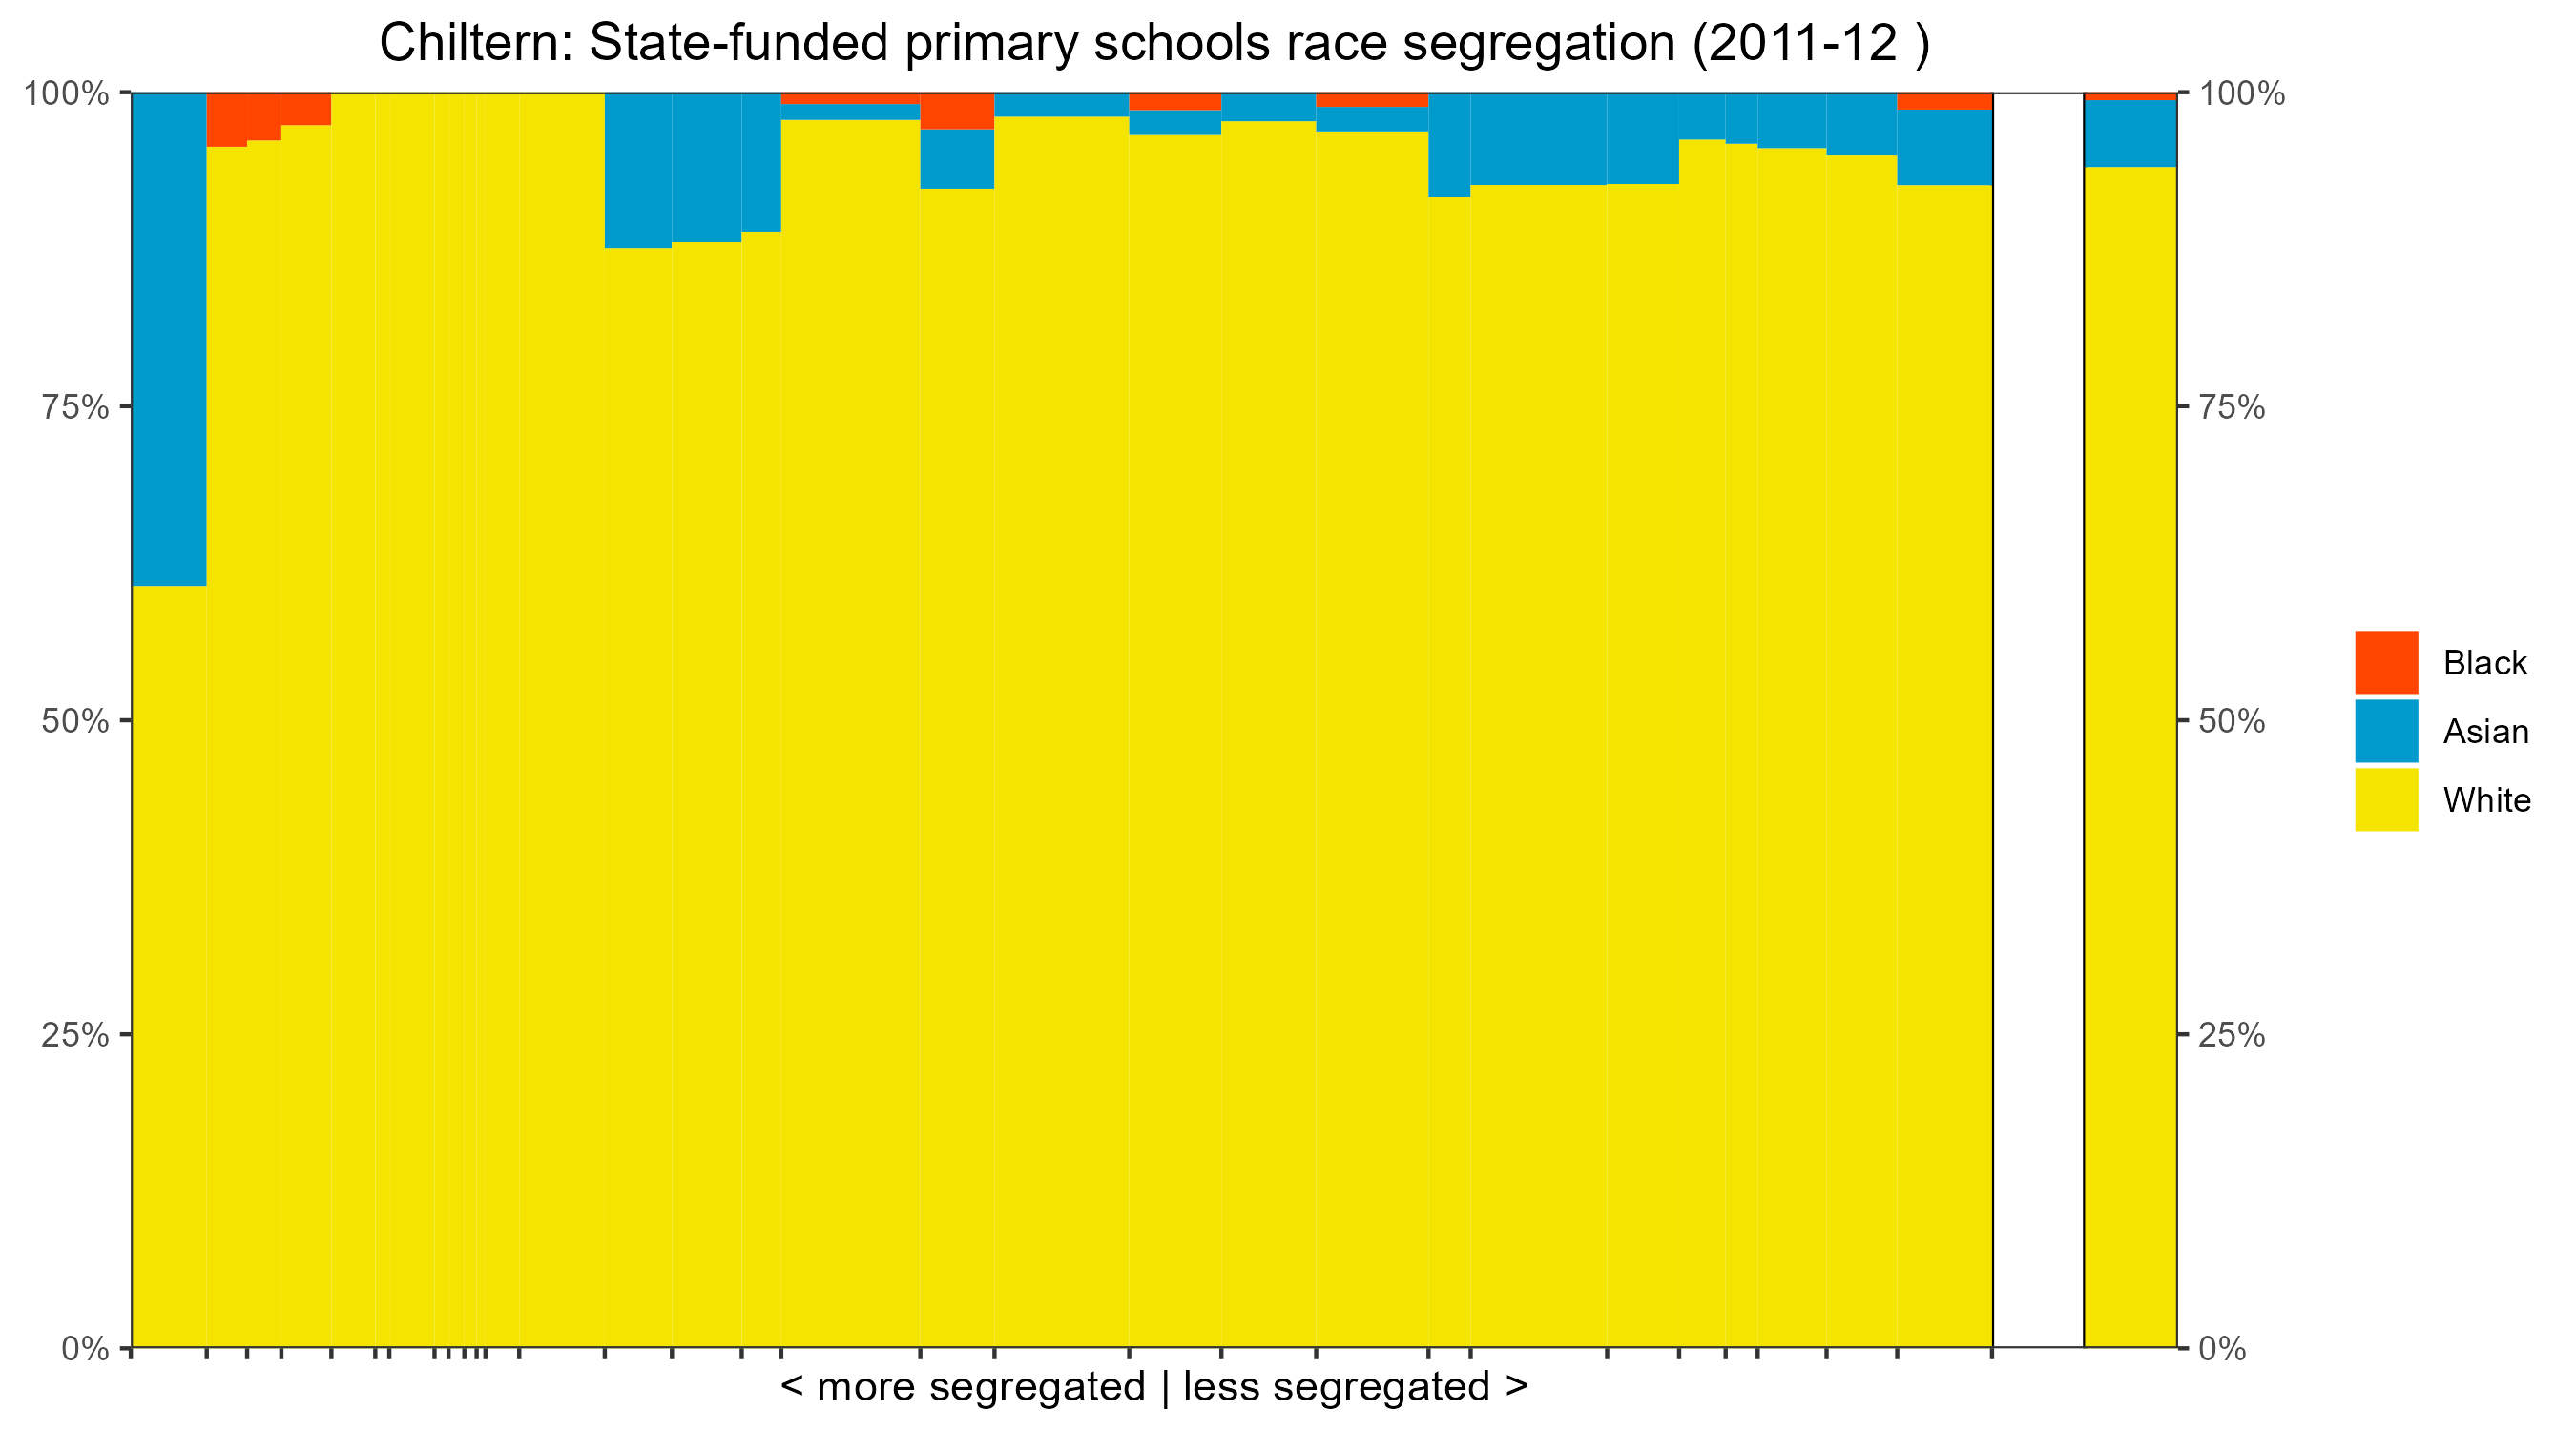 Chiltern: State-funded primary schools race segregation (2011-12 )
100%
75%
50%
25%
0%
100%
75%
50%
25%
0%
Black
Asian
White
< more segregated | less segregated >